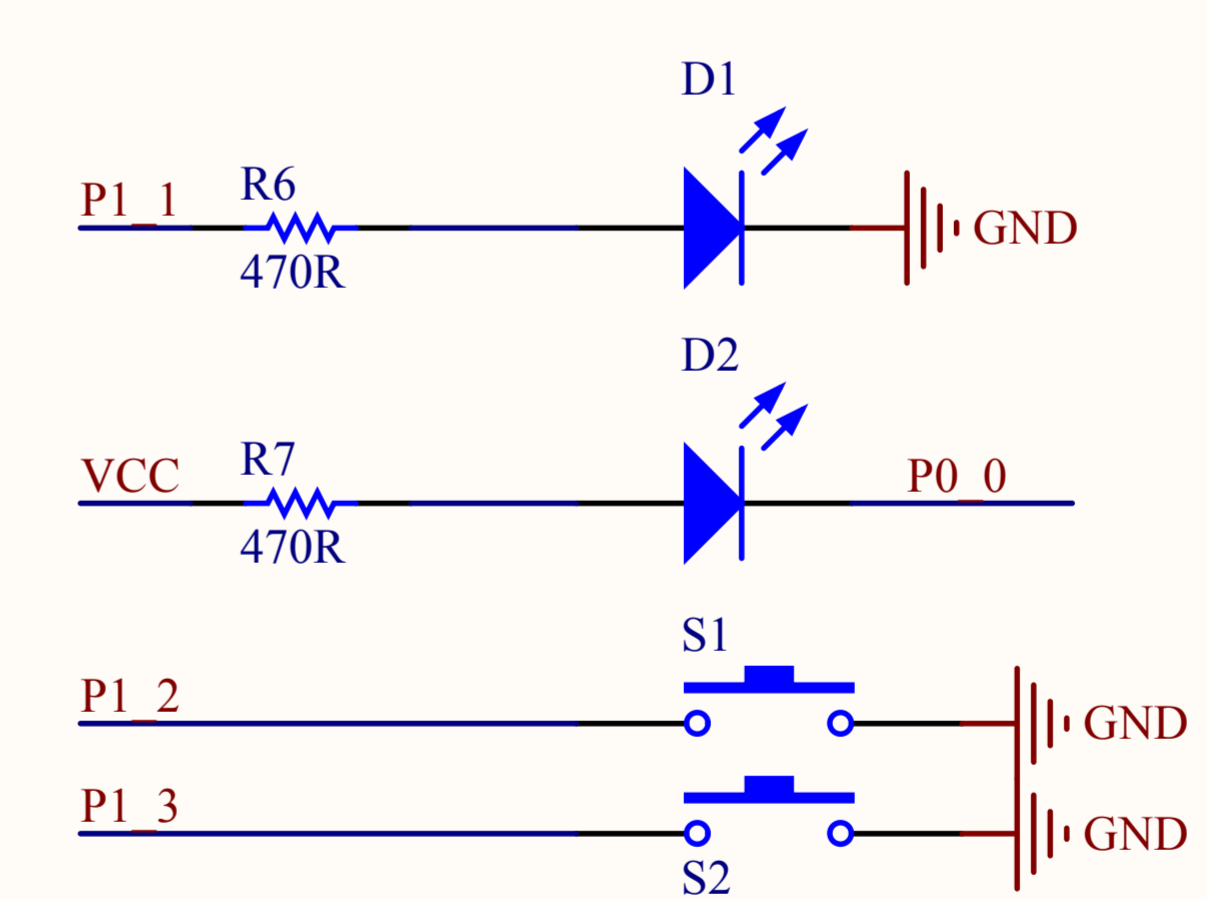 D1
P1_1
R6
470R
GND
D2
VCC
R7
470R
P0_0
S1
P1_2
GND
P1_3
GND
S2